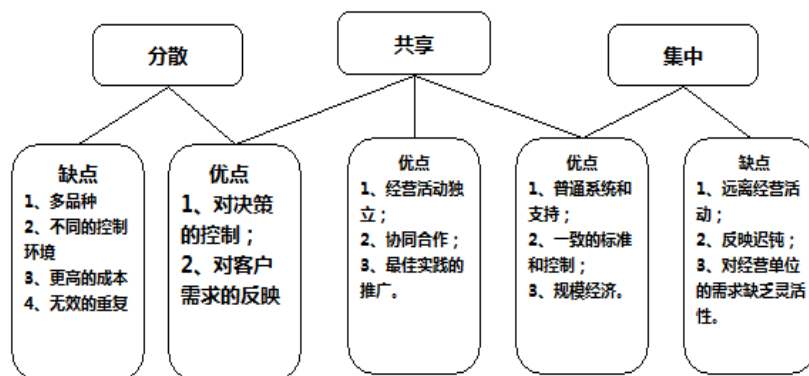 分散
共享
集中
缺点
1、多品种
2、不同的控制
环境
3、更高的成本
4、无效的重复
优点
1、对决策
的控制；
2、对客户
需求的反映
优点
1、经营活动独
立；
2、协同合作；
3、最佳实践的
推广。
优点
1、普通系统和
支持；
2、一致的标准
和控制；
3、规模经济。
缺点
1、远离经营活
动；
2、反映迟钝；
3、对经营单位
的需求缺乏灵活
性。